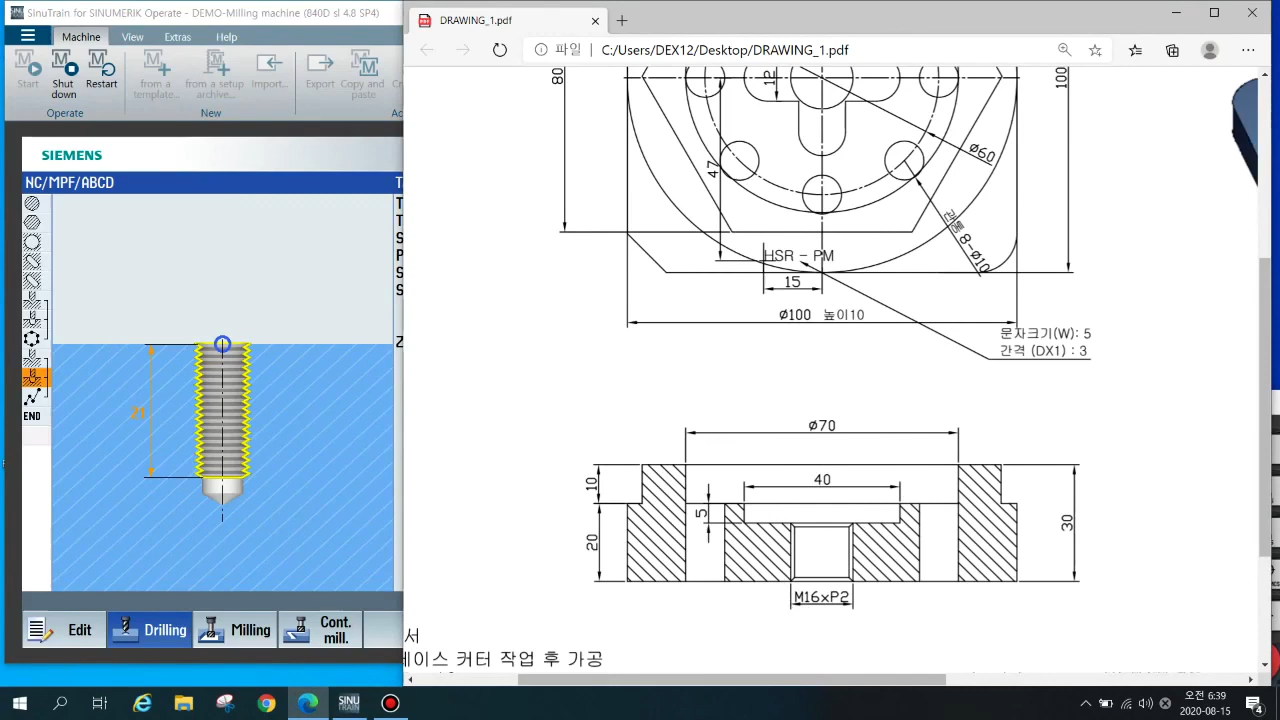 SinuTrain for SINUMERIK Operate - DEMO-Milling machine (840D sl 4.8 SP4)
Machine View Extras Help
Start Shut down Restart from a template... from a setup archive... Import... Export Copy and paste
Operate New
SIEMENS
NC/MPF/ABCD
21
END
Edit Drilling Milling Cont. mill.
DRAWING_1.pdf
파일 C:/Users/DEX12/Desktop/DRAWING_1.pdf
80
12
100
47
ø60
관통 8-ø10
HSR - PM
15
ø100 높이10
문자크기(W): 5
간격 (DX1) : 3
ø70
40
10
5
20
30
M16xP2
서
커터 작업 후 가공
오전 6:39
2020-08-15
4